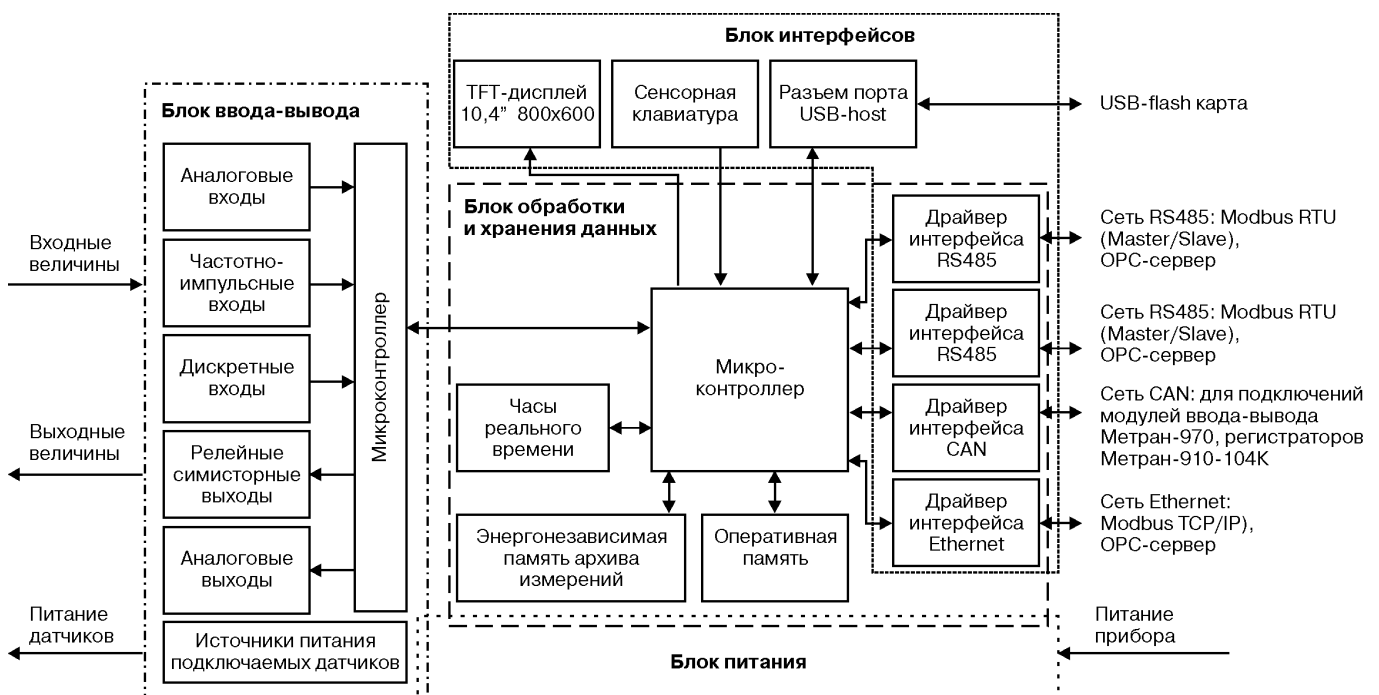 Блок интерфейсов
TFT-дисплей
10,4” 800x600
Сенсорная
клавиатура
Разъем порта
USB-host
USB-flash карта
Блок ввода-вывода
Аналоговые
входы
Частотно-
импульсные
входы
Дискретные
входы
Релейные
симисторные
выходы
Аналоговые
выходы
Источники питания
подключаемых датчиков
Микроконтроллер
Входные
величины
Выходные
величины
Питание
датчиков
Блок обработки
и хранения данных
Микро-
контроллер
Часы
реального
времени
Энергонезависимая
память архива
измерений
Оперативная
память
Драйвер
интерфейса
RS485
Драйвер
интерфейса
RS485
Драйвер
интерфейса
CAN
Драйвер
интерфейса
Ethernet
Сеть RS485: Modbus RTU
(Master/Slave),
OPC-сервер
Сеть RS485: Modbus RTU
(Master/Slave),
OPC-сервер
Сеть CAN: для подключений
модулей ввода-вывода
Метран-970, регистраторов
Метран-910-104К
Сеть Ethernet:
Modbus TCP/IP),
OPC-сервер
Питание
прибора
Блок питания